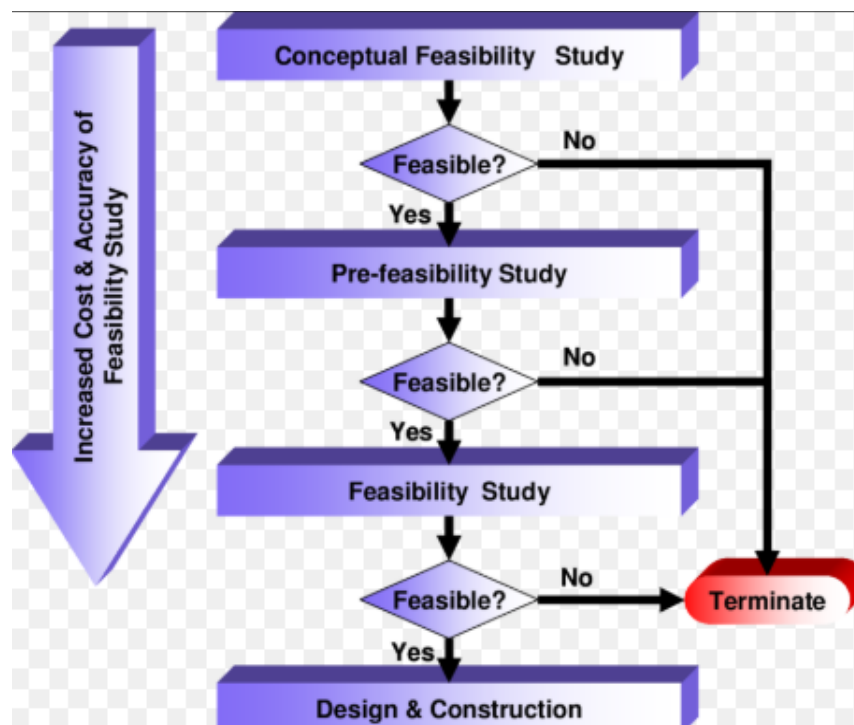 Increased Cost & Accuracy of
Feasibility Study
Conceptual Feasibility Study
Feasible?
No
Yes
Pre-feasibility Study
Feasible?
No
Yes
Feasibility Study
Feasible?
No
Terminate
Yes
Design & Construction